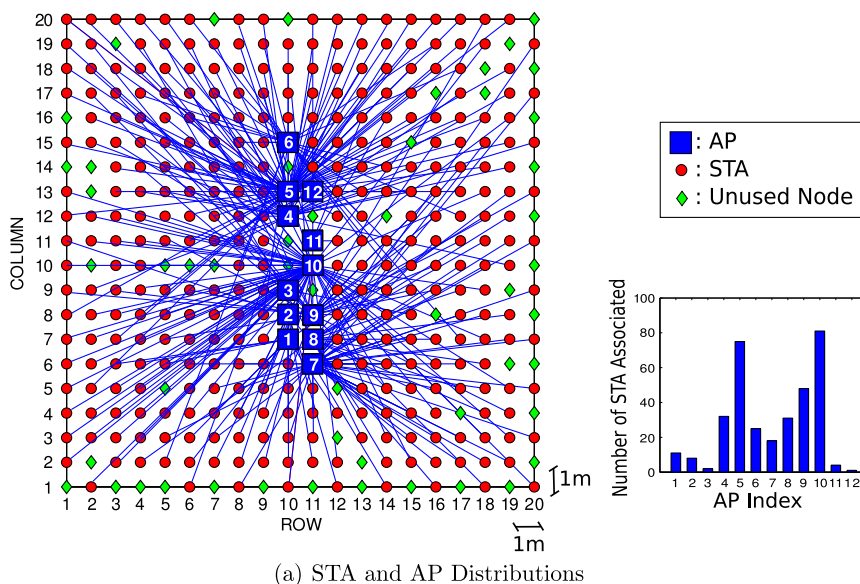 20
19
18
17
16
15
14
13
12
11
10
9
8
7
6
5
4
3
2
1
COLUMN
6
5 12
4
11
10
3
2 9
1 8
7
1 2 3 4 5 6 7 8 9 10 11 12 13 14 15 16 17 18 19 20
ROW
1m
1m
: AP
: STA
: Unused Node
Number of STA Associated
100
80
60
40
20
0
1 2 3 4 5 6 7 8 9 10 11 12
AP Index
(a) STA and AP Distributions